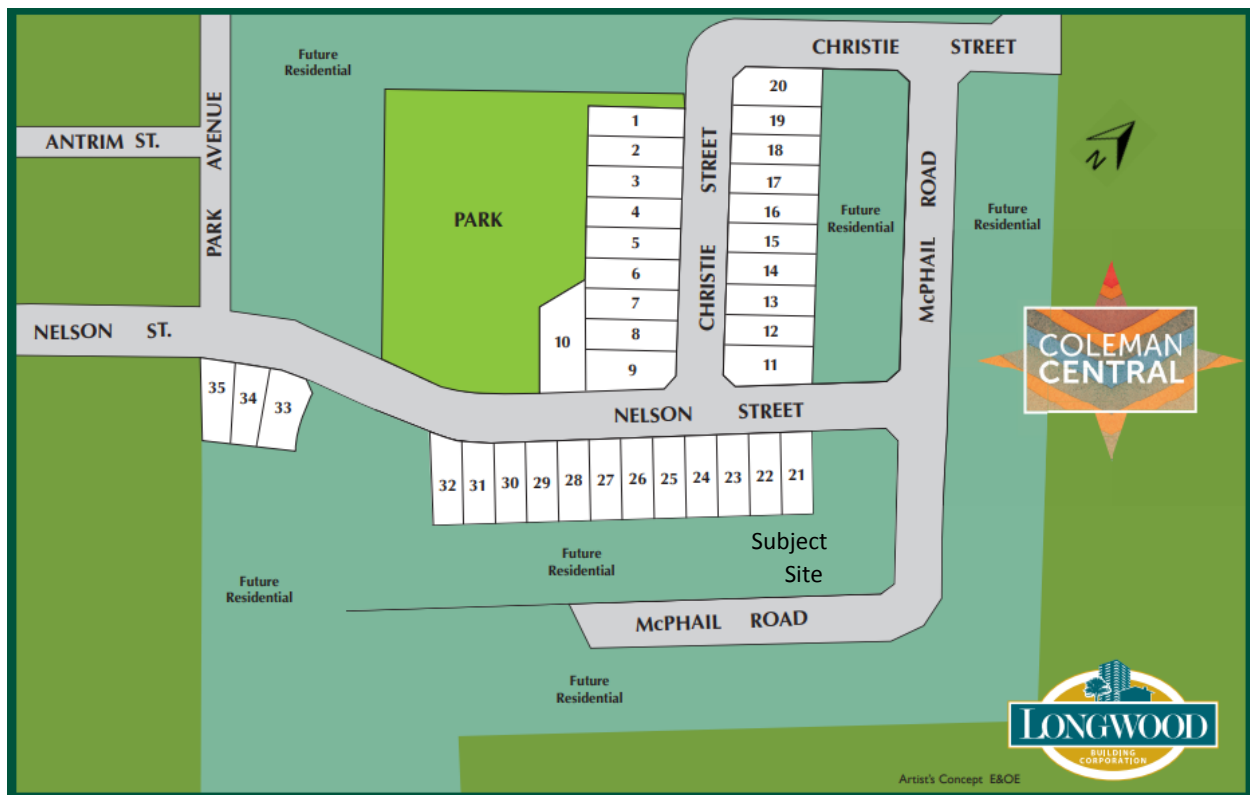 CHRISTIE STREET
Future
Residential
PARK AVENUE
ANTRIM ST.
20
1
19
2
18
3
17
4
16
5
15
6
14
7
13
8
12
9
11
10
PARK
CHRISTIE STREET
McPHAIL ROAD
Future
Residential
Future
Residential
N
COLEMAN
CENTRAL
NELSON ST.
35
34
33
NELSON STREET
32
31
30
29
28
27
26
25
24
23
22
21
Subject
Site
Future
Residential
Future
Residential
McPHAIL ROAD
Future
Residential
LONGWOOD
BUILDING
CORPORATION
Artist's Concept E&OE